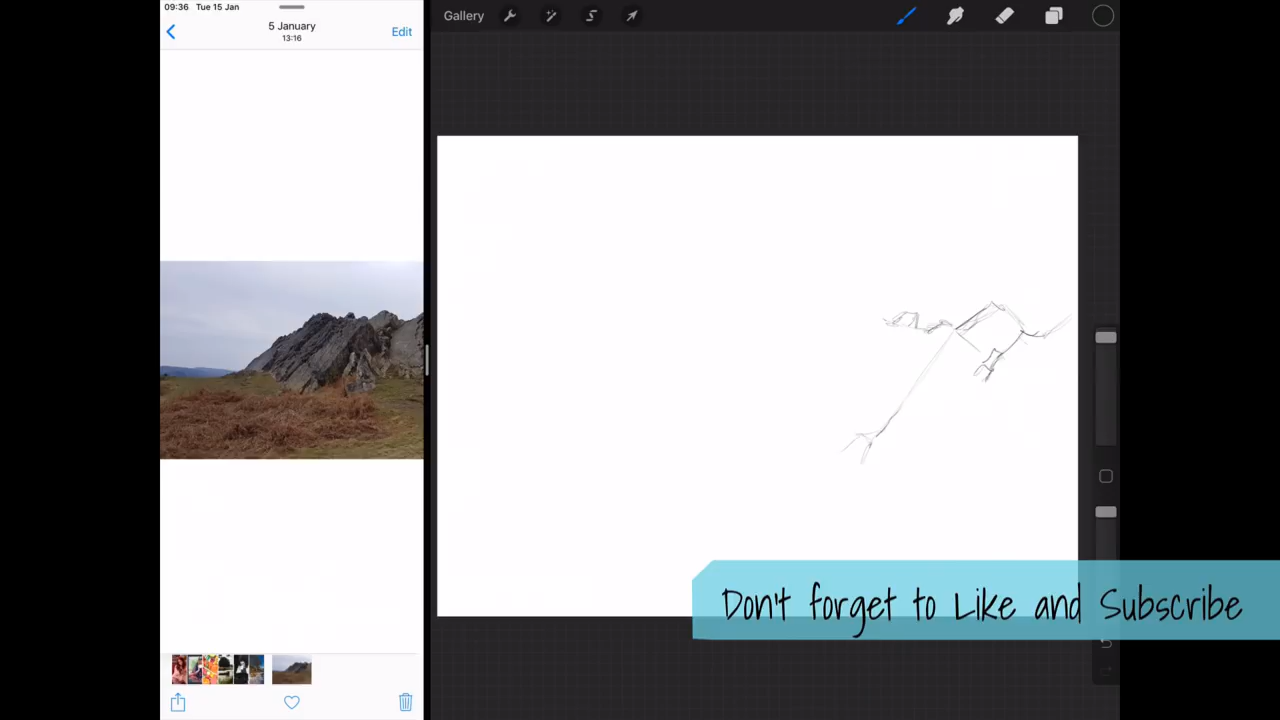 09:36 Tue 15 Jan
5 January
13:16
Edit
Gallery
Don't forget to Like and Subscribe